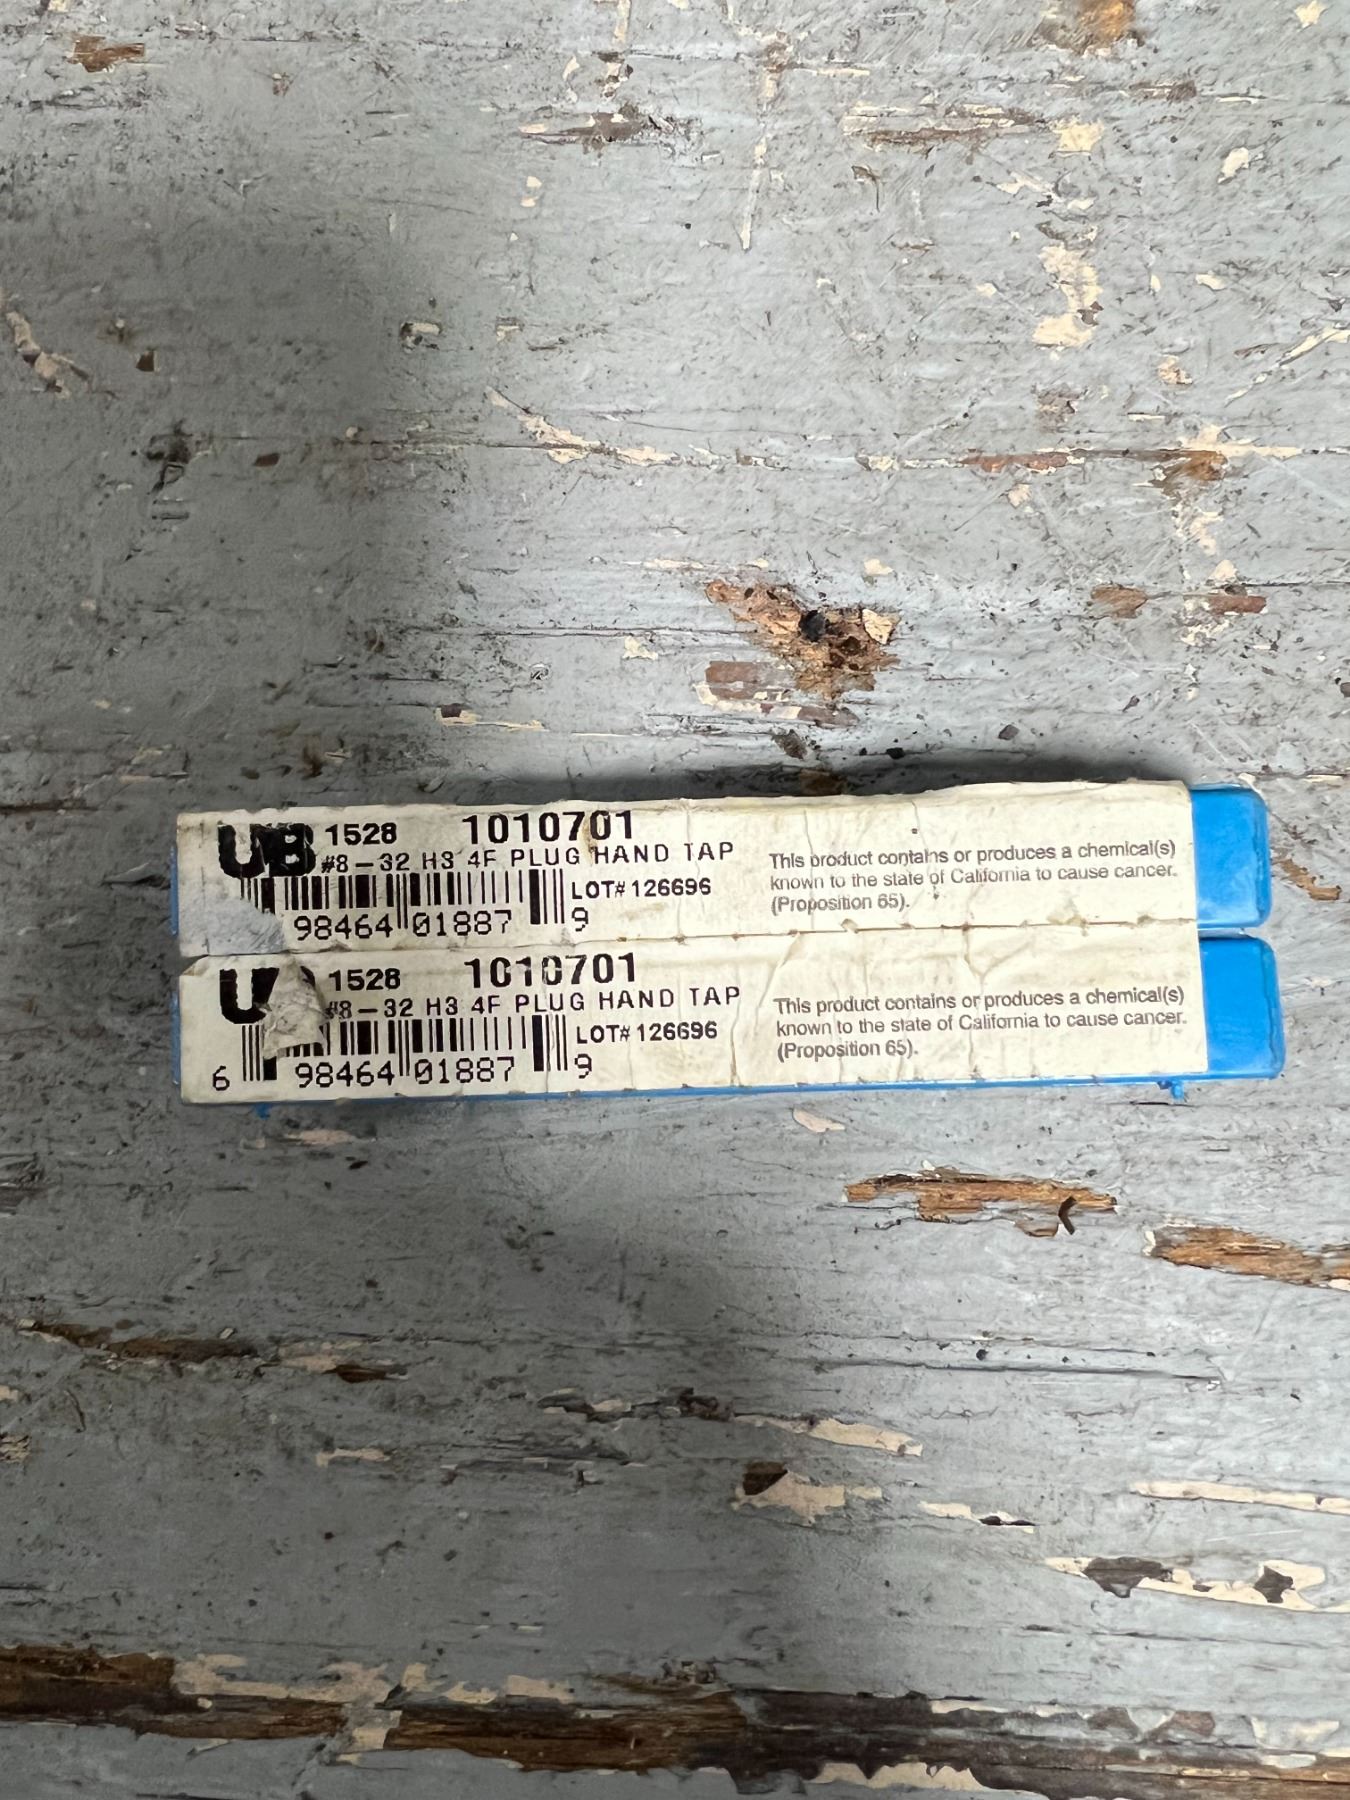 UB 1528 1010701
#8-32 H3 4F PLUG HAND TAP
LOT# 126696
98464 01887 9
This product contains or produces a chemical(s)
known to the state of California to cause cancer.
(Proposition 65).
1528 1010701
#8-32 H3 4F PLUG HAND TAP
LOT# 126696
6 98464 01887 9
This product contains or produces a chemical(s)
known to the state of California to cause cancer.
(Proposition 65).